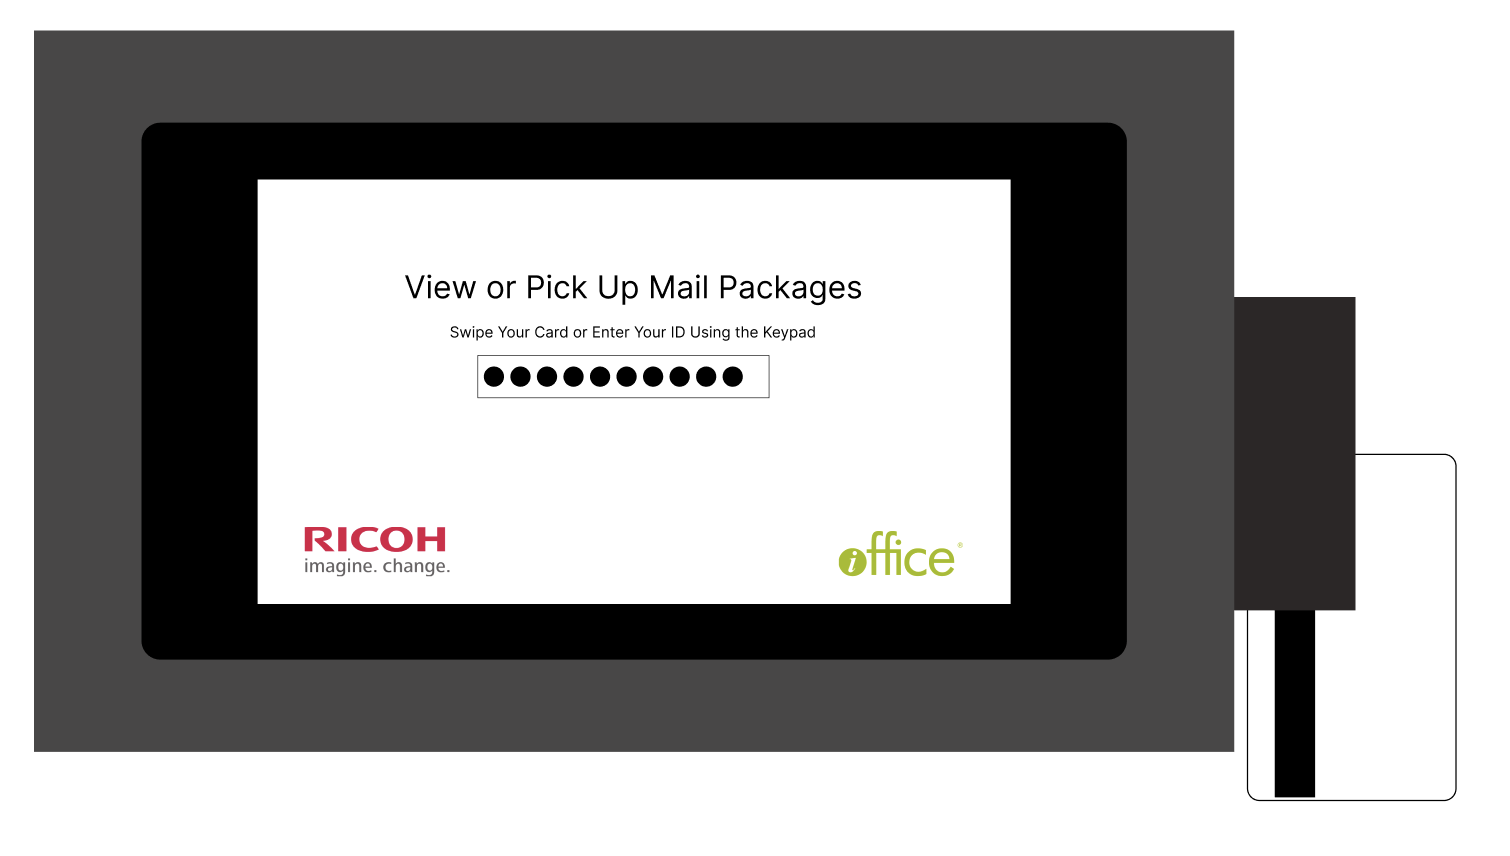 View or Pick Up Mail Packages
Swipe Your Card or Enter Your ID Using the Keypad
RICOH
imagine. change.
iOffice®